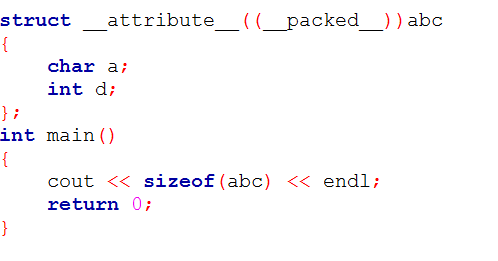 struct __attribute__((__packed__))abc
{
    char a;
    int d;
};
int main()
{
    cout << sizeof(abc) << endl;
    return 0;
}